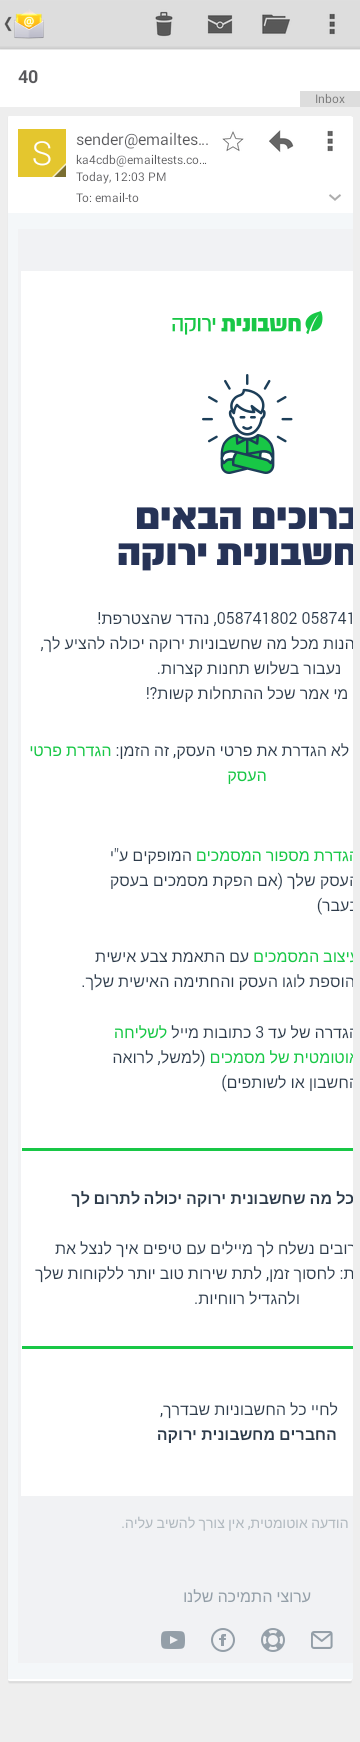 40
Inbox
S
sender@emailtes...
ka4cdb@emailtests.co...
Today, 12:03 PM
To: email-to
חשבונית ירוקה
ברוכים הבאים
חשבונית ירוקה
058741802 058741, נהדר שהצטרפת!
הנות מכל מה שחשבוניות ירוקה יכולה להציע לך,
נעבור בשלוש תחנות קצרות.
מי אמר שכל ההתחלות קשות?!
לא הגדרת את פרטי העסק, זה הזמן: הגדרת פרטי
העסק
הגדרת מספור המסמכים המופקים ע"י
העסק שלך (אם הפקת מסמכים בעסק
בעבר)
עיצוב המסמכים עם התאמת צבע אישית
הוספת לוגו העסק והחתימה האישית שלך.
הגדרה של עד 3 כתובות מייל לשליחה
אוטומטית של מסמכים (למשל, לרואה
החשבון או לשותפים)
כל מה שחשבונית ירוקה יכולה לתרום לך
רובים נשלח לך מיילים עם טיפים איך לנצל את
ת: לחסוך זמן, לתת שירות טוב יותר ללקוחות שלך
ולהגדיל רווחיות.
לחיי כל החשבוניות שבדרך,
החברים מחשבונית ירוקה
הודעה אוטומטית, אין צורך להשיב עליה.
ערוצי התמיכה שלנו